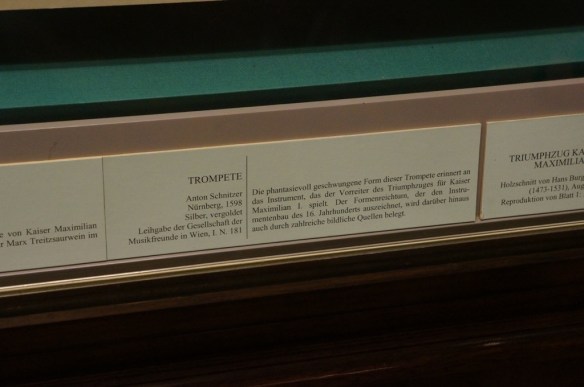 e von Kaiser Maximilian
r Marx Treitzsaurwein im
TROMPETE
Anton Schnitzer
Nürnberg, 1598
Silber, vergoldet
Leihgabe der Gesellschaft der
Musikfreunde in Wien, I. N. 181
Die phantasievoll geschwungene Form dieser Trompete erinnert an
das Instrument, das der Vorreiter des Triumphzuges für Kaiser
Maximilian I. spielt. Der Formenreichtum, der den Instru-
mentenbau des 16. Jahrhunderts auszeichnet, wird darüber hinaus
auch durch zahlreiche bildliche Quellen belegt.
TRIUMPHZUG KA
MAXIMILIA
Holzschnitt von Hans Burg
(1473-1531), Aug
Reproduktion von Blatt 1: